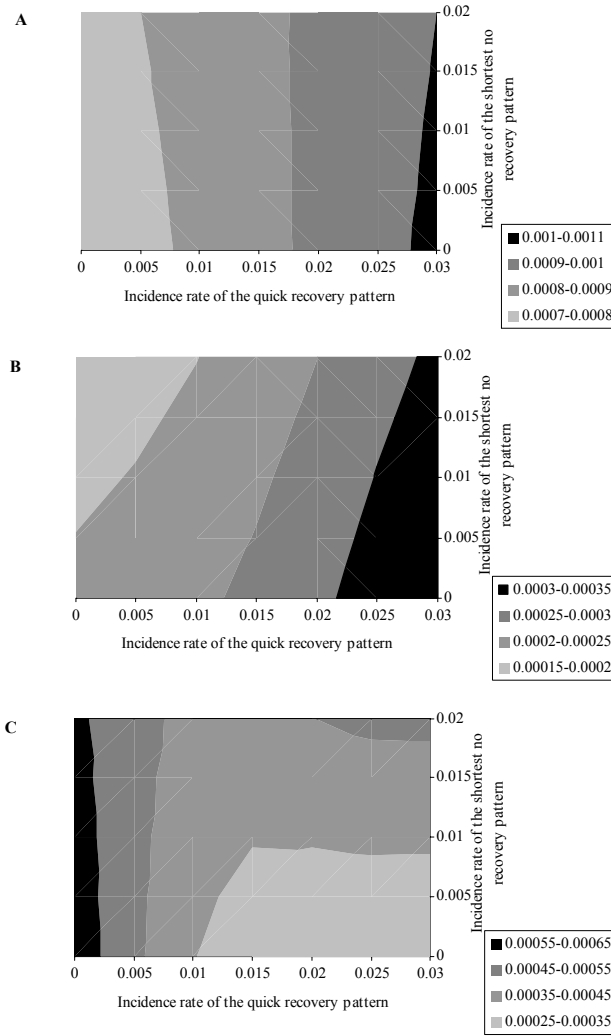 A
0.02
0.015
0.01
0.005
0
Incidence rate of the shortest no
recovery pattern
0 0.005 0.01 0.015 0.02 0.025 0.03
Incidence rate of the quick recovery pattern
0.001-0.0011
0.0009-0.001
0.0008-0.0009
0.0007-0.0008
B
0.02
0.015
0.01
0.005
0
Incidence rate of the shortest no
recovery pattern
0 0.005 0.01 0.015 0.02 0.025 0.03
Incidence rate of the quick recovery pattern
0.0003-0.00035
0.00025-0.0003
0.0002-0.00025
0.00015-0.0002
C
0.02
0.015
0.01
0.005
0
Incidence rate of the shortest no
recovery pattern
0 0.005 0.01 0.015 0.02 0.025 0.03
Incidence rate of the quick recovery pattern
0.00055-0.00065
0.00045-0.00055
0.00035-0.00045
0.00025-0.00035